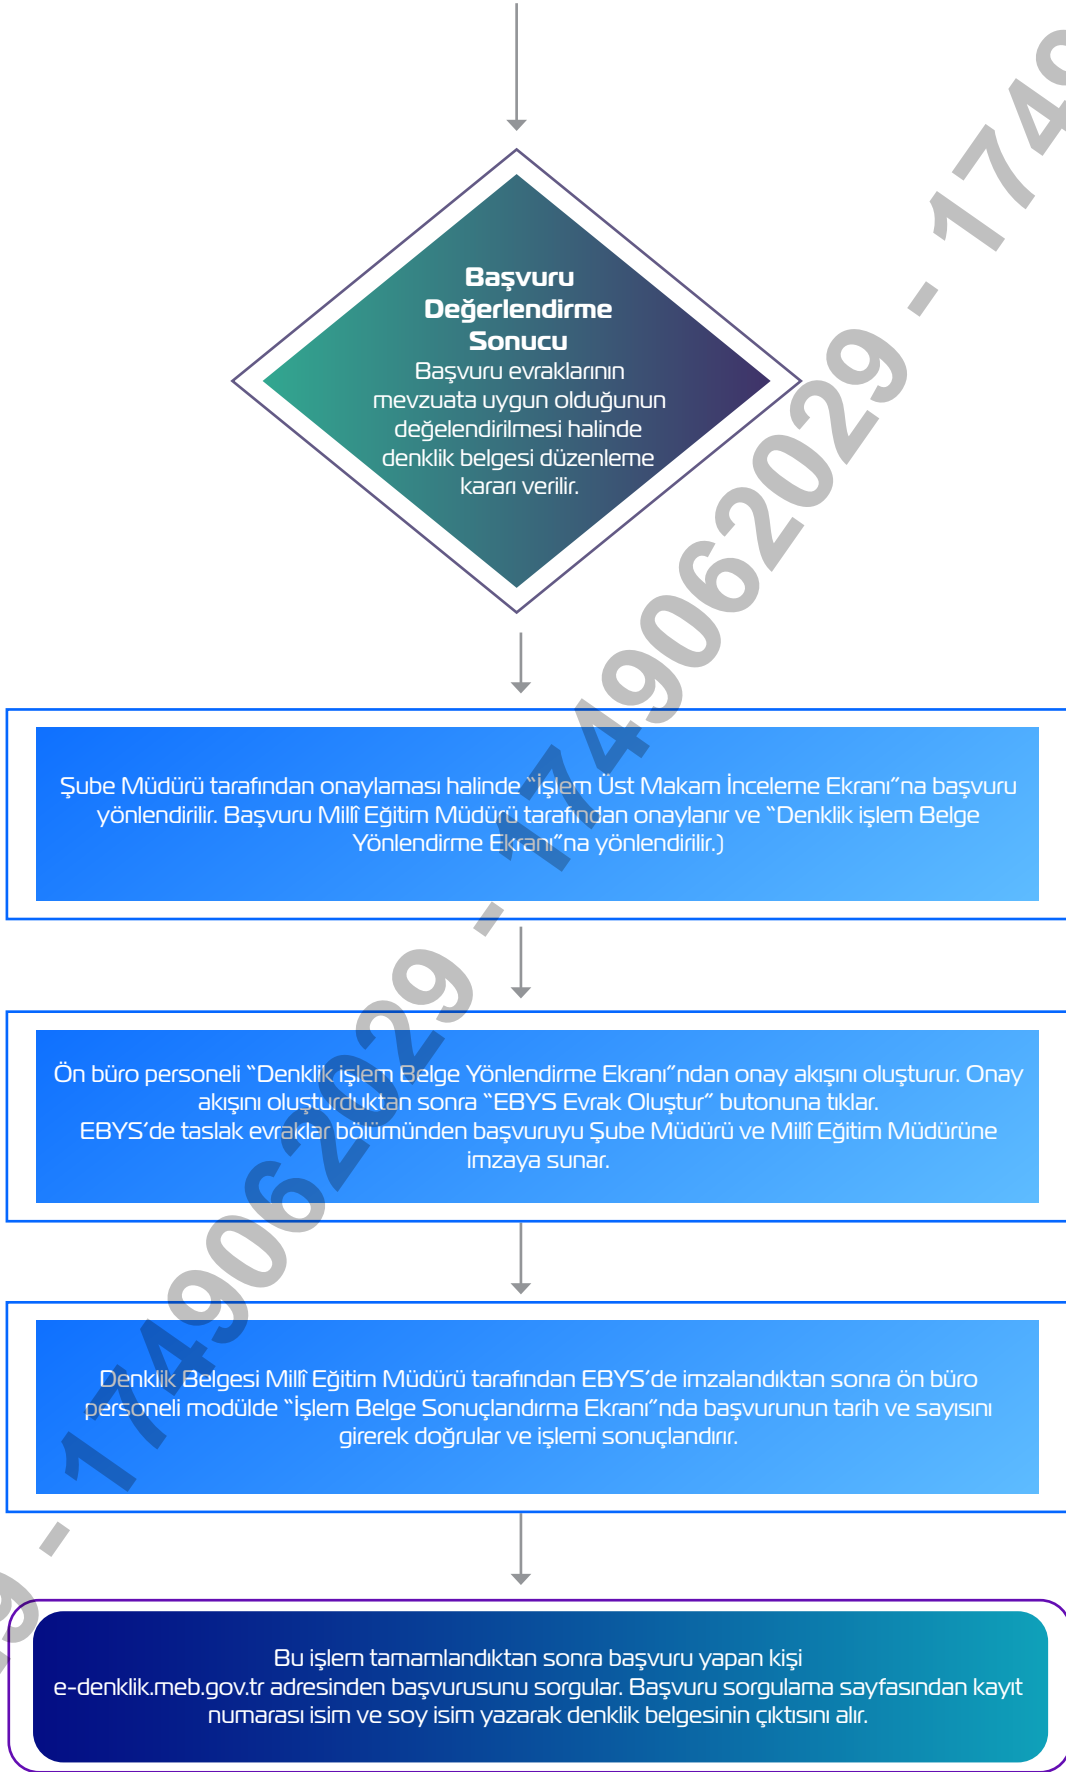 Başvuru
Değerlendirme
Sonucu
Başvuru evraklarının
mevzuata uygun olduğunun
değelendirilmesi halinde
denklik belgesi düzenleme
kararı verilir.
Şube Müdürü tarafından onaylaması halinde “İşlem Üst Makam İnceleme Ekranı”na başvuru
yönlendirilir. Başvuru Millî Eğitim Müdürü tarafından onaylanır ve “Denklik işlem Belge
Yönlendirme Ekranı”na yönlendirilir.)
Ön büro personeli “Denklik işlem Belge Yönlendirme Ekranı”ndan onay akışını oluşturur. Onay
akışını oluşturduktan sonra “EBYS Evrak Oluştur” butonuna tıklar.
EBYS’de taslak evraklar bölümünden başvuruyu Şube Müdürü ve Millî Eğitim Müdürüne
imzaya sunar.
Denklik Belgesi Millî Eğitim Müdürü tarafından EBYS’de imzalandıktan sonra ön büro
personeli modülde “İşlem Belge Sonuçlandırma Ekranı”nda başvurunun tarih ve sayısını
girerek doğrular ve işlemi sonuçlandırır.
Bu işlem tamamlandıktan sonra başvuru yapan kişi
e-denklik.meb.gov.tr adresinden başvurusunu sorgular. Başvuru sorgulama sayfasından kayıt
numarası isim ve soy isim yazarak denklik belgesinin çıktısını alır.
29 - 1749062029 - 1749062029 - 1749